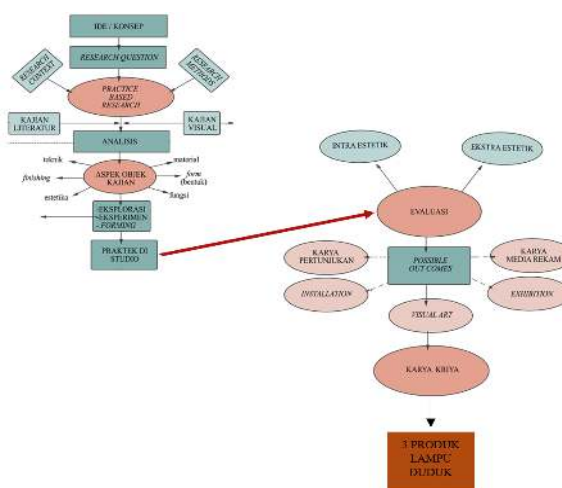 IDE / KONSEP
RESEARCH QUESTION
RESEARCH
CONTEXT
RESEARCH
METHODS
PRACTICE
BASED
RESEARCH
KAJIAN
LITERATUR
KAJIAN
VISUAL
ANALISIS
teknik
material
finishing
ASPEK OBJEK
KAJIAN
form
(bentuk)
estetika
fungsi
-EKSPLORASI
-EKSPERIMEN
-FORMING
PRAKTEK DI
STUDIO
INTRA ESTETIK
EKSTRA ESTETIK
EVALUASI
KARYA
PERTUNJUKAN
POSSIBLE
OUT COMES
KARYA
MEDIA REKAM
INSTALLATION
EXHIBITION
VISUAL ART
KARYA KRIYA
3 PRODUK
LAMPU
DUDUK